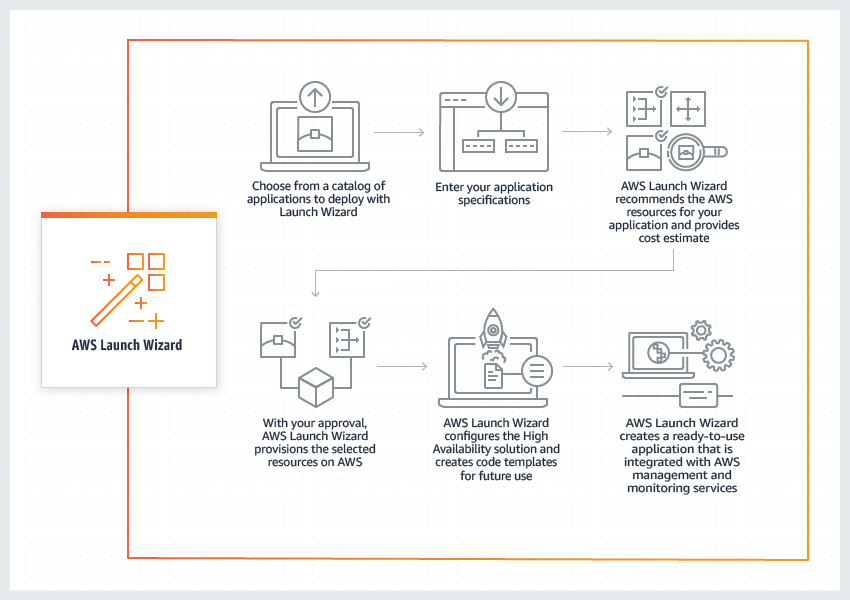 Choose from a catalog of
applications to deploy with
Launch Wizard
Enter your application
specifications
AWS Launch Wizard
recommends the AWS
resources for your
application and provides
cost estimate
AWS Launch Wizard
With your approval,
AWS Launch Wizard
provisions the selected
resources on AWS
AWS Launch Wizard
configures the High
Availability solution and
creates code templates
for future use
AWS Launch Wizard
creates a ready-to-use
application that is
integrated with AWS
management and
monitoring services